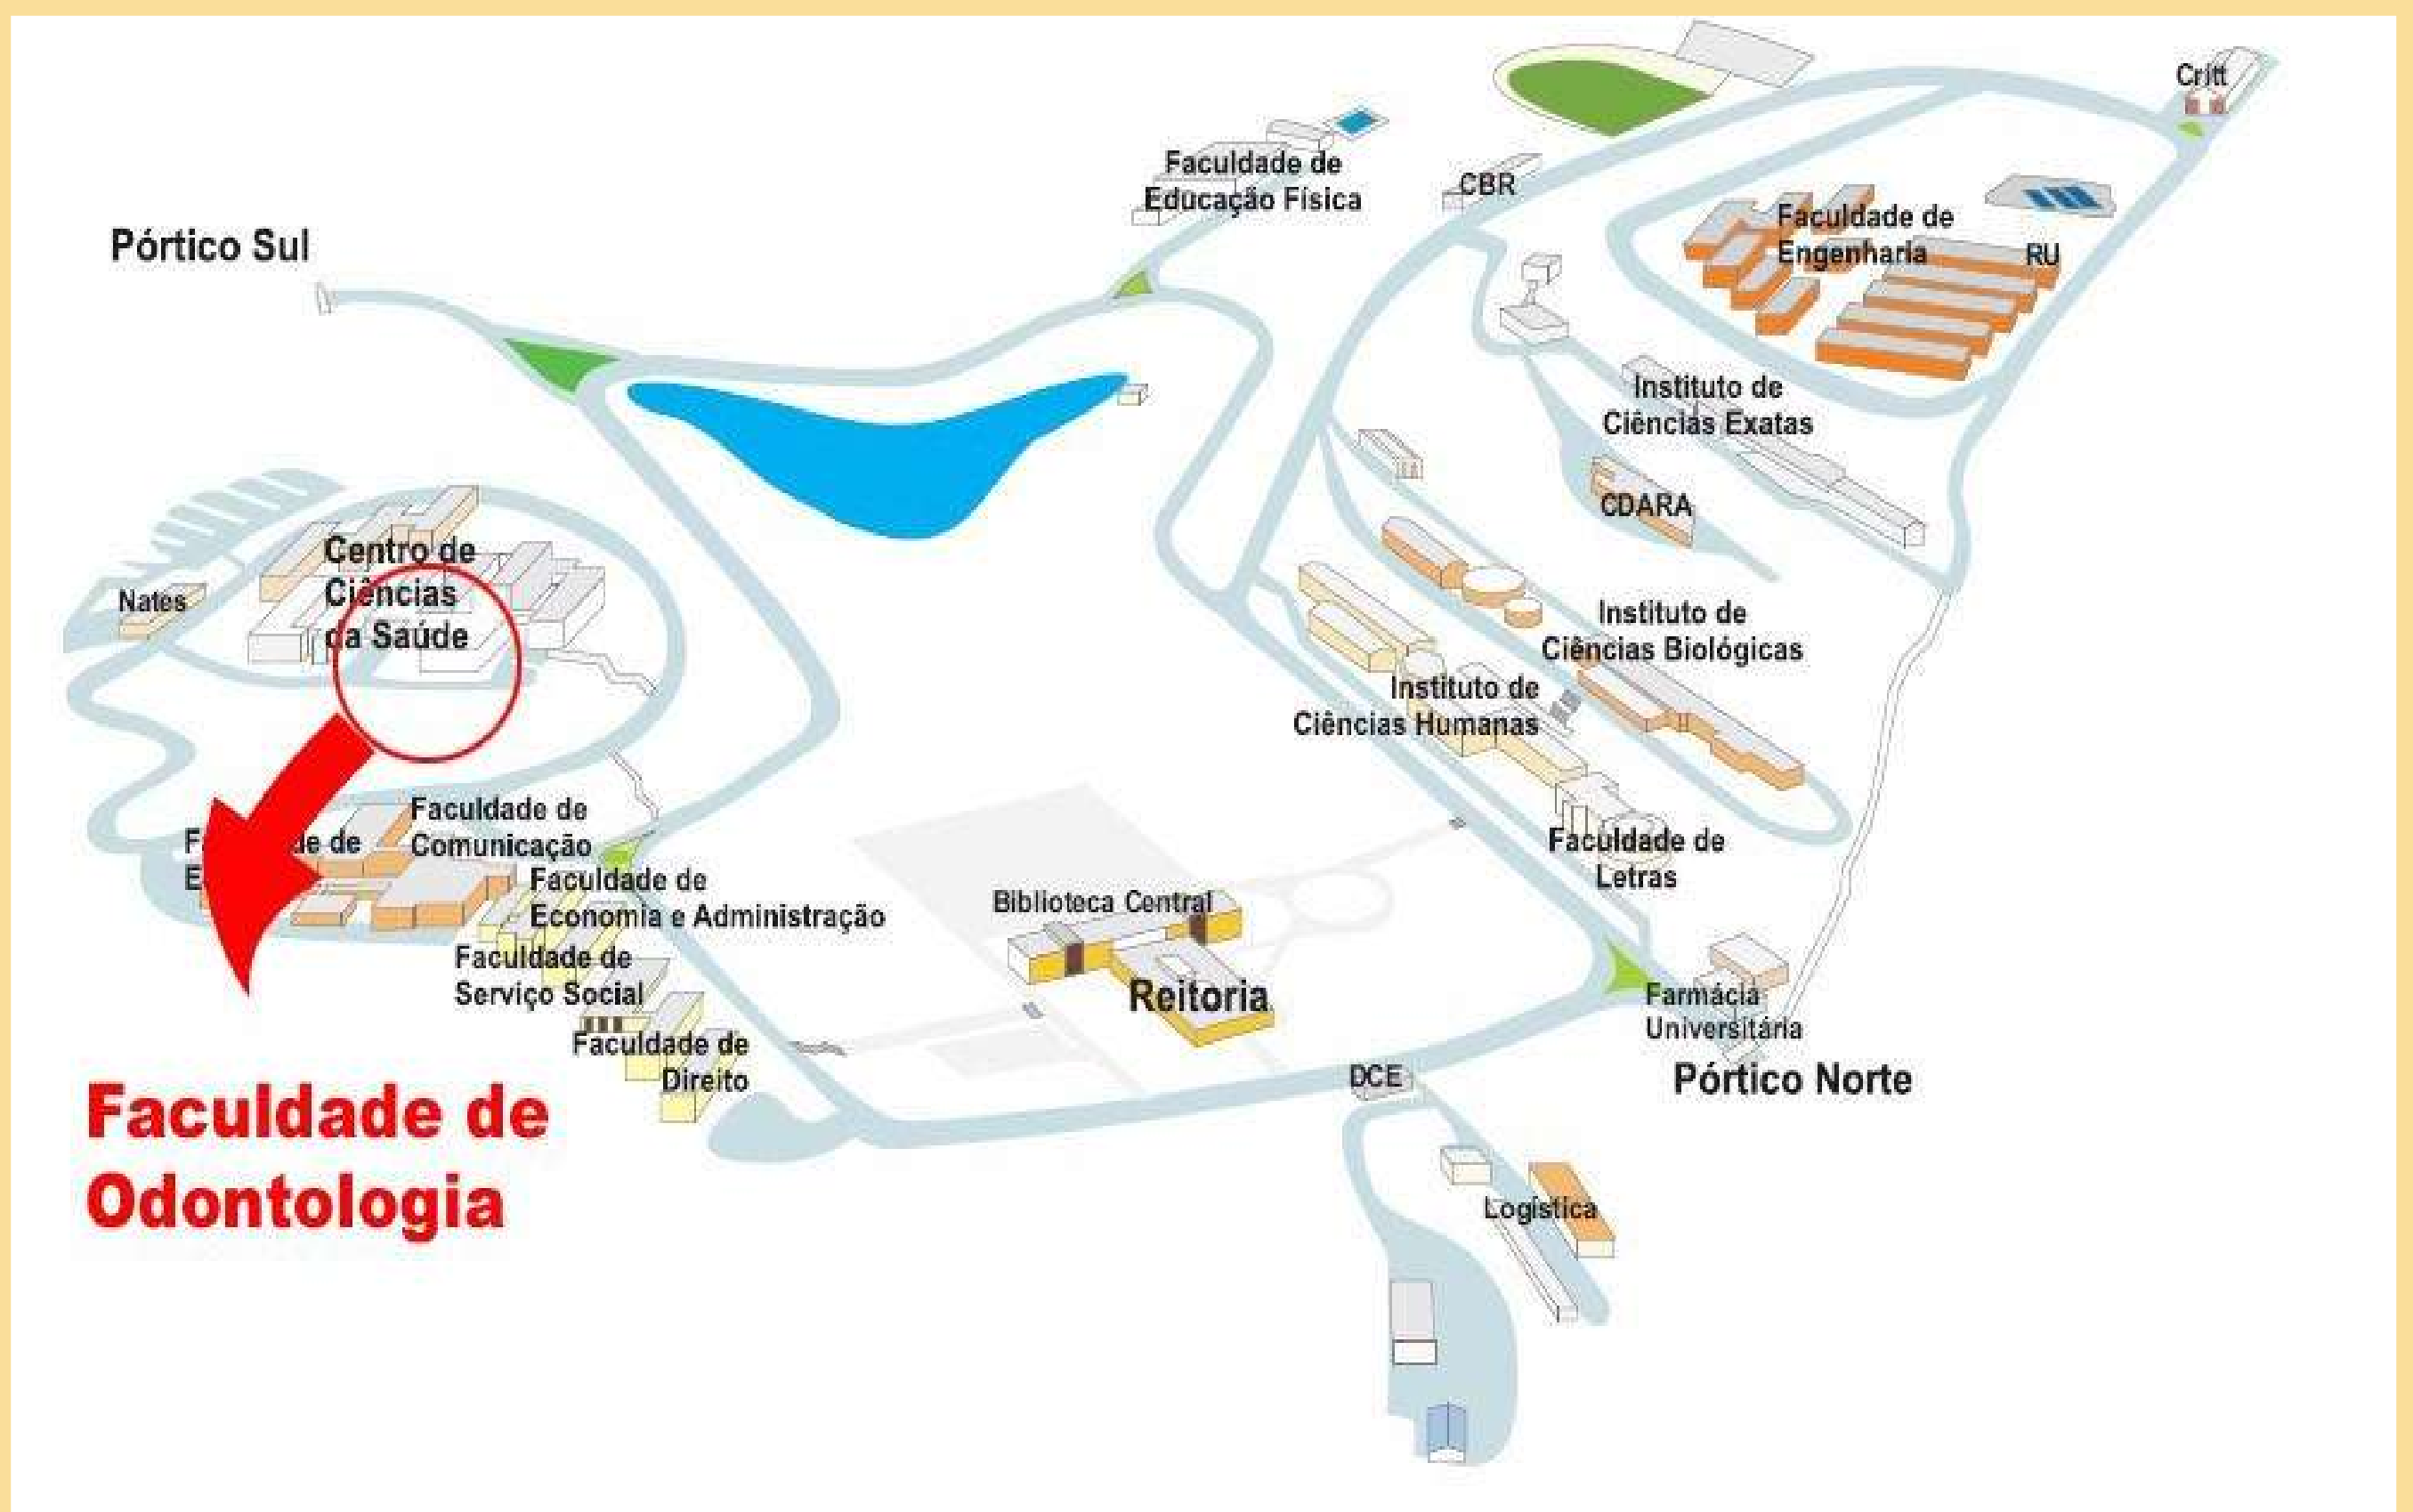 Crítt
Faculdade de
Educação Física
CBR
Faculdade de
Engenharia
RU
Pórtico Sul
Instituto de
Ciências Exatas
CDARA
Centro de
Ciências
da Saúde
Nates
Instituto de
Ciências Biológicas
Instituto de
Ciências Humanas
Faculdade de
Comunicação
de de
Faculdade de
Economia e Administração
Faculdade de
Letras
Biblioteca Central
Reitoria
Faculdade de
Serviço Social
Farmácia
Universitária
Faculdade de
Direito
DCE
Pórtico Norte
Faculdade de
Odontologia
Logística